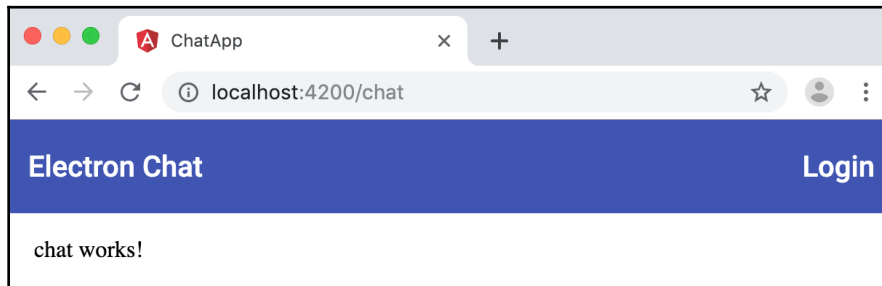 ChatApp
localhost:4200/chat
Electron Chat Login
chat works!